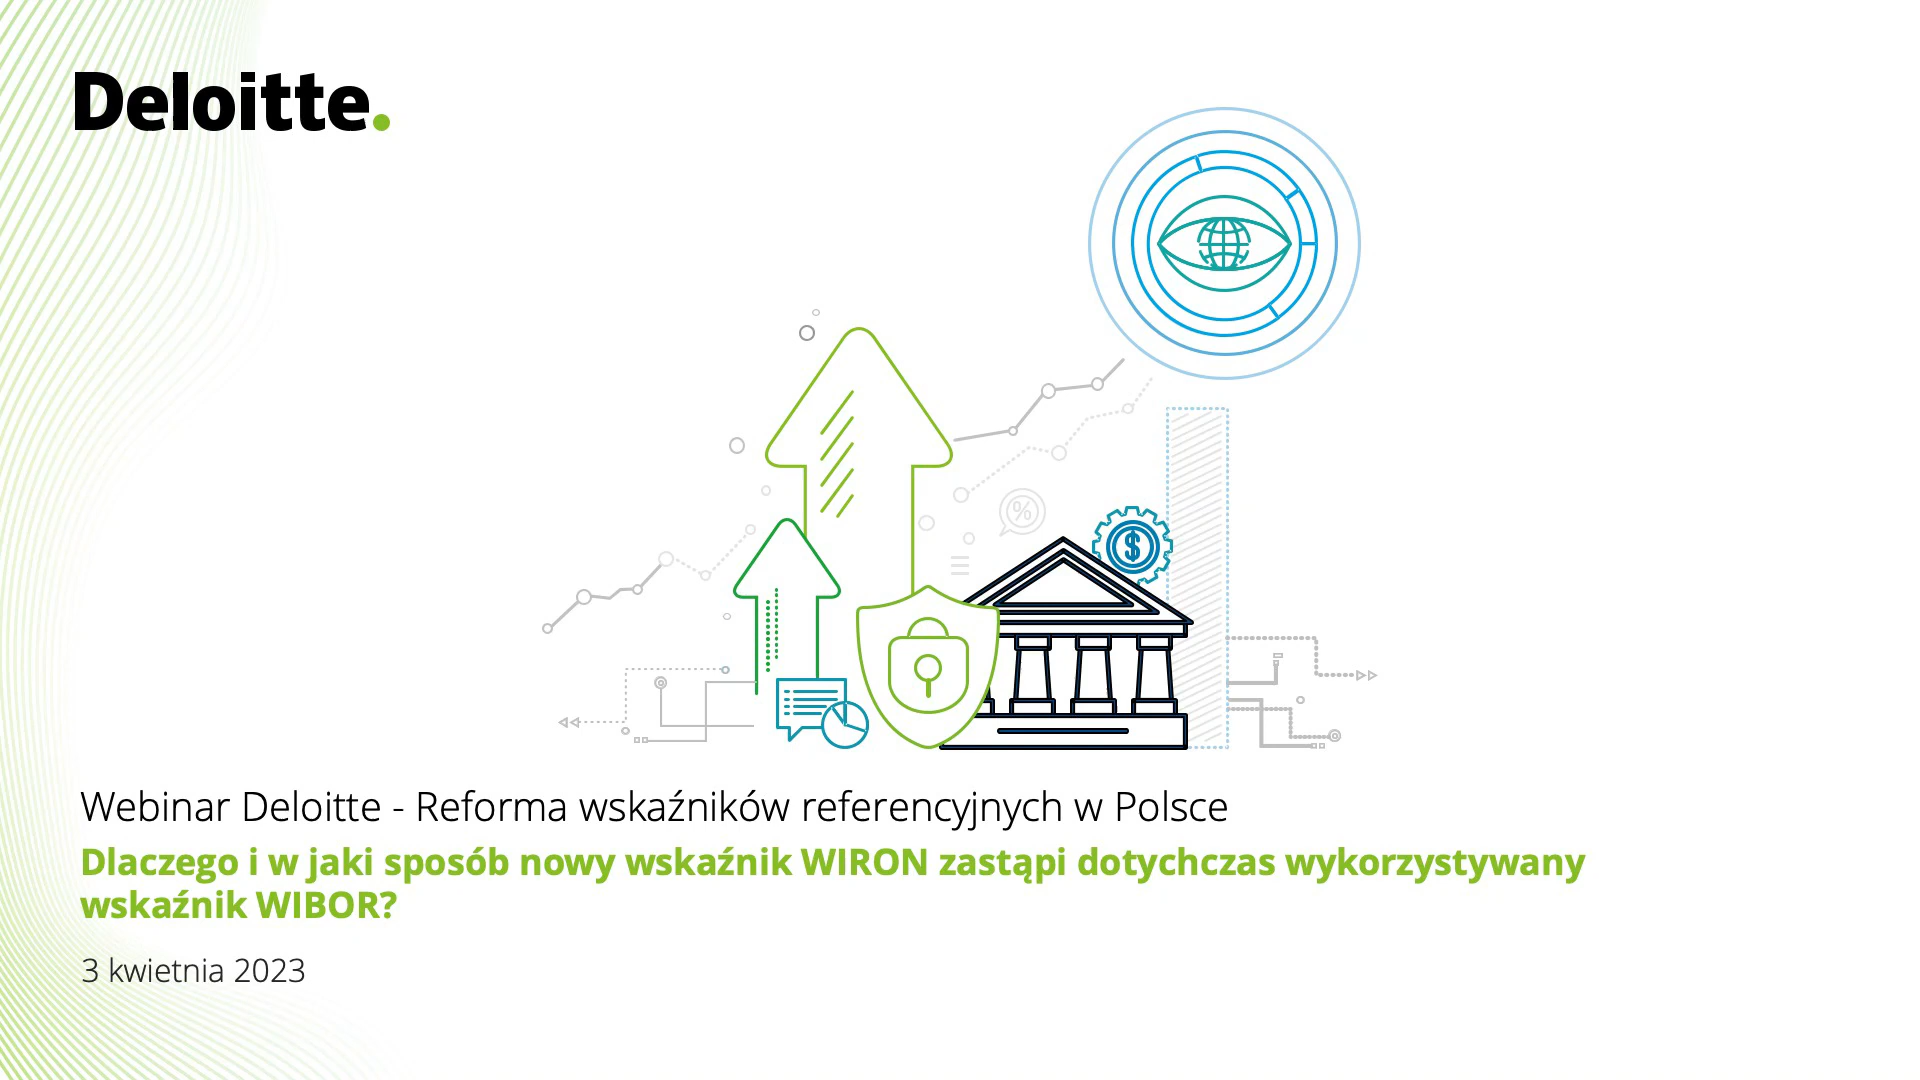 Deloitte.
%
$
Webinar Deloitte - Reforma wskaźników referencyjnych w Polsce
Dlaczego i w jaki sposób nowy wskaźnik WIRON zastąpi dotychczas wykorzystywany
wskaźnik WIBOR?
3 kwietnia 2023